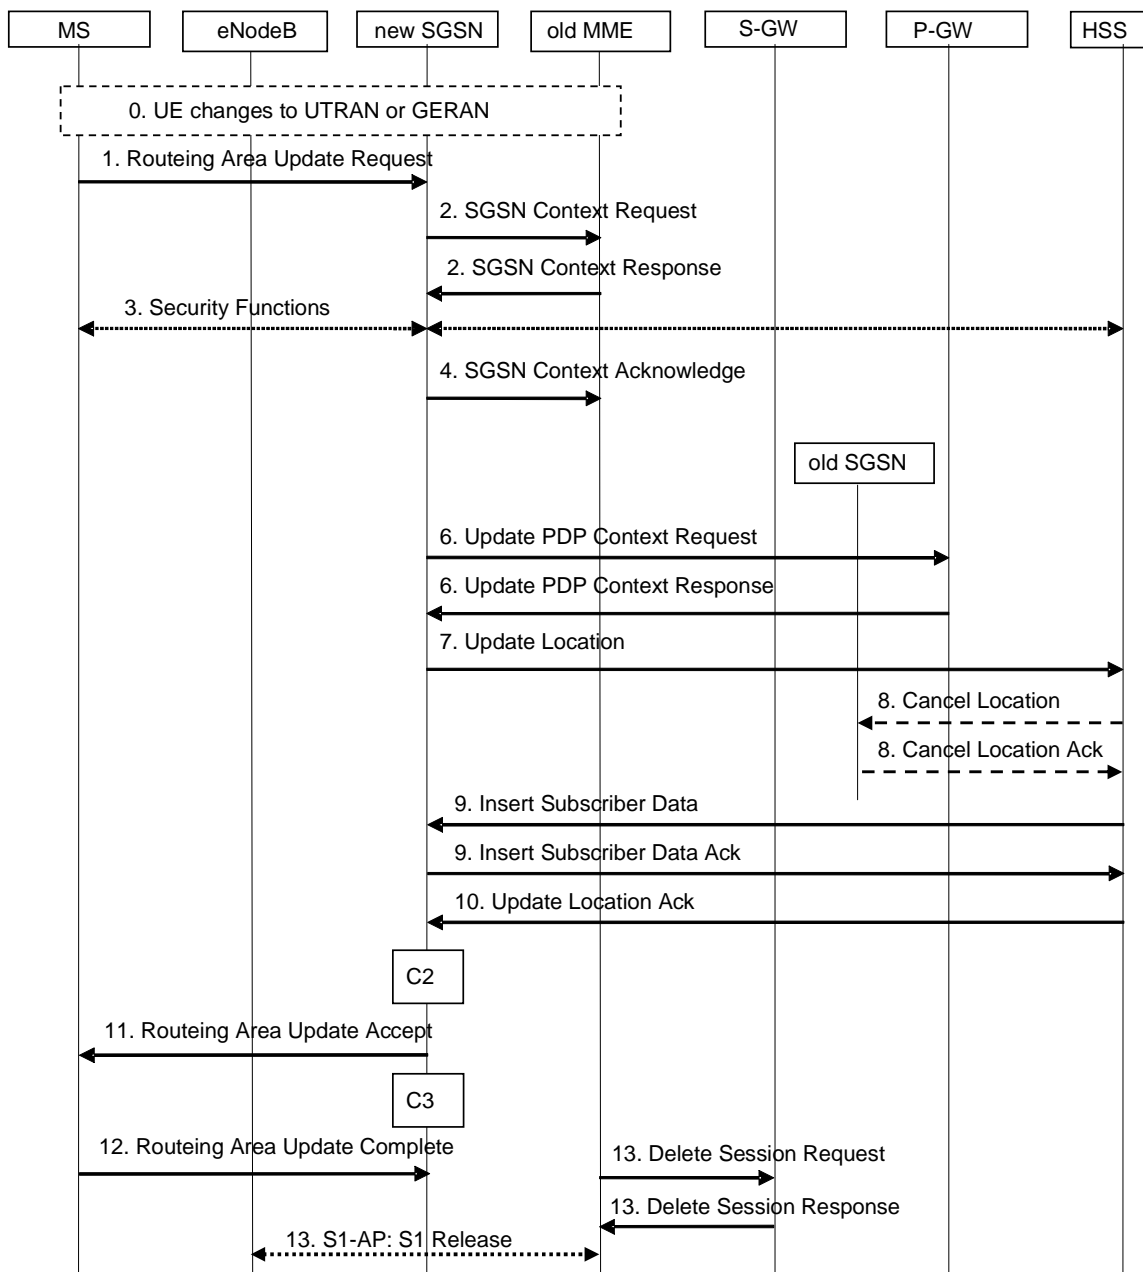 MS
eNodeB
new SGSN
old MME
S-GW
P-GW
HSS
0. UE changes to UTRAN or GERAN
1. Routeing Area Update Request
2. SGSN Context Request
2. SGSN Context Response
3. Security Functions
4. SGSN Context Acknowledge
old SGSN
6. Update PDP Context Request
6. Update PDP Context Response
7. Update Location
8. Cancel Location
8. Cancel Location Ack
9. Insert Subscriber Data
9. Insert Subscriber Data Ack
10. Update Location Ack
C2
11. Routeing Area Update Accept
C3
12. Routeing Area Update Complete
13. Delete Session Request
13. Delete Session Response
13. S1-AP: S1 Release